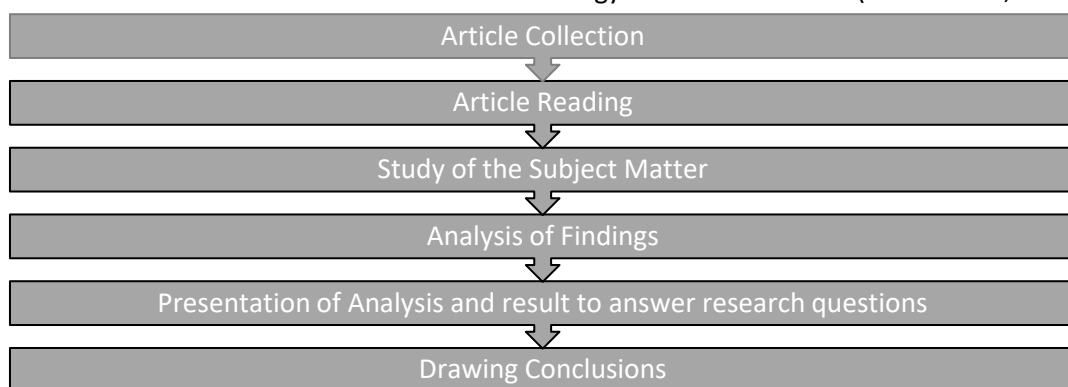 Article Collection
Article Reading
Study of the Subject Matter
Analysis of Findings
Presentation of Analysis and result to answer research questions
Drawing Conclusions